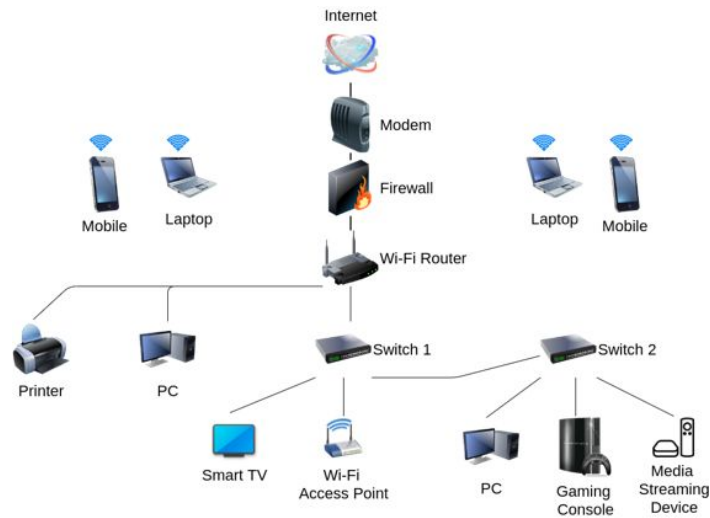 Internet
Modem
Firewall
Mobile
Laptop
Laptop
Mobile
Wi-Fi Router
Printer
PC
Switch 1
Switch 2
Smart TV
Wi-Fi
Access Point
PC
Gaming
Console
Media
Streaming
Device